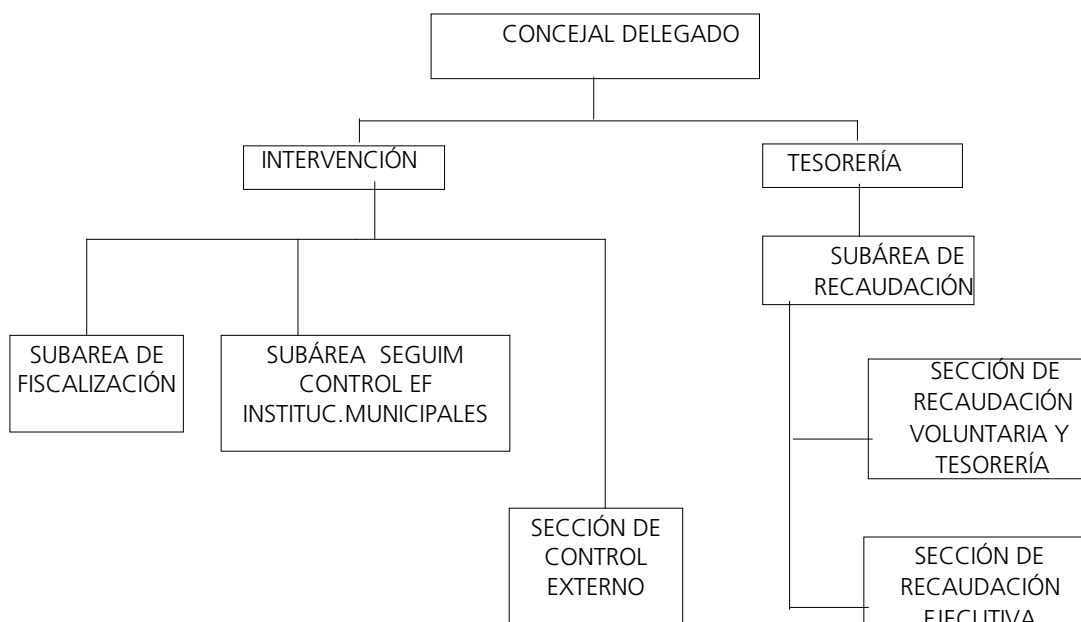 CONCEJAL DELEGADO
INTERVENCIÓN
TESORERÍA
SUBÁREA DE
RECAUDACIÓN
SUBAREA DE
FISCALIZACIÓN
SUBÁREA SEGUIM
CONTROL EF
INSTITUC.MUNICIPALES
SECCIÓN DE
RECAUDACIÓN
VOLUNTARIA Y
TESORERÍA
SECCIÓN DE
CONTROL
EXTERNO
SECCIÓN DE
RECAUDACIÓN
EJECUTIVA